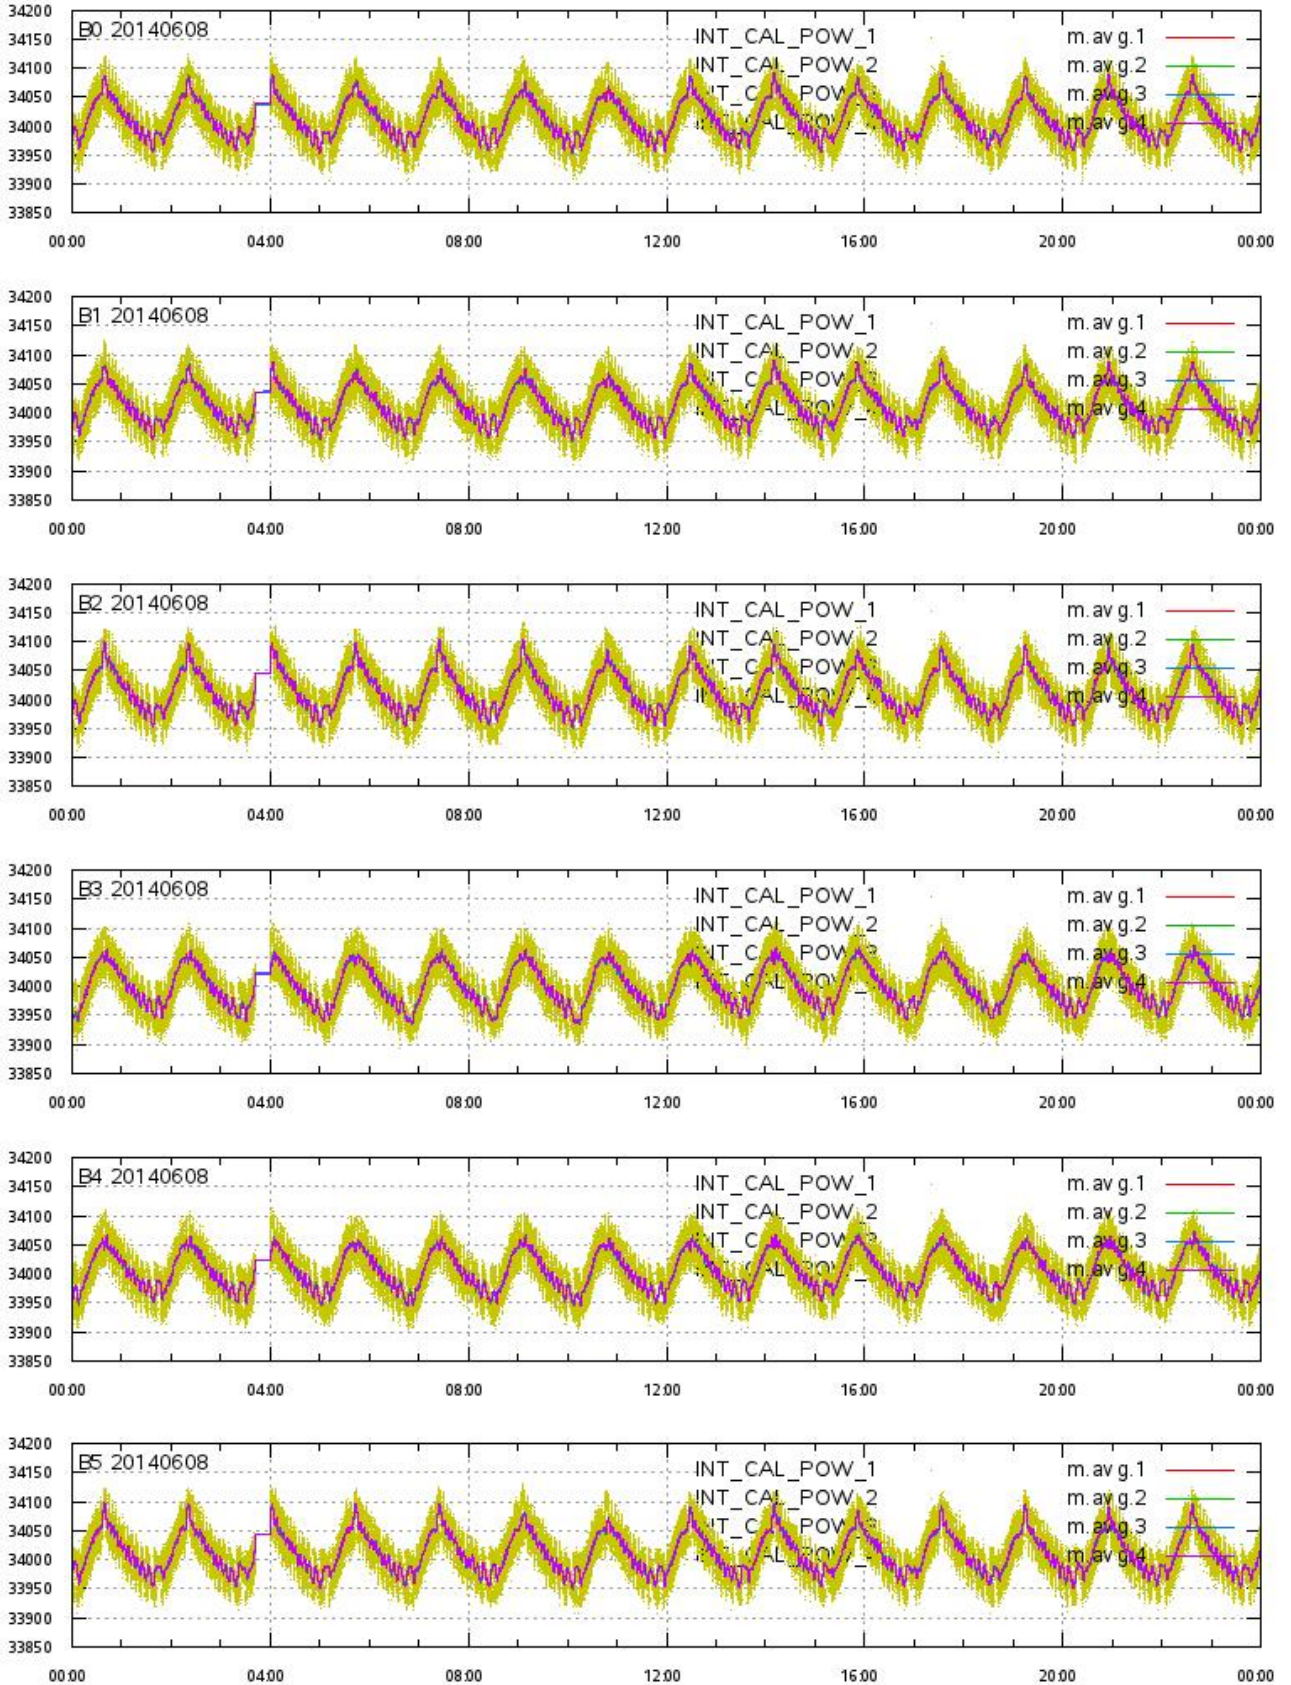 34200
B0 20140608 INT_CAL_POW_1 m.avg.1
34150
34100 INT_CAL_POW_2 m.avg.2
34050 m.avg.3
34000 m.avg.4
33950
33900
33850
00:00 04:00 08:00 12:00 16:00 20:00 00:00
34200
B1 20140608 INT_CAL_POW_1 m.avg.1
34150
34100 INT_CAL_POW_2 m.avg.2
34050 m.avg.3
34000 m.avg.4
33950
33900
33850
00:00 04:00 08:00 12:00 16:00 20:00 00:00
34200
B2 20140608 INT_CAL_POW_1 m.avg.1
34150
34100 INT_CAL_POW_2 m.avg.2
34050 m.avg.3
34000 m.avg.4
33950
33900
33850
00:00 04:00 08:00 12:00 16:00 20:00 00:00
34200
B3 20140608 INT_CAL_POW_1 m.avg.1
34150
34100 INT_CAL_POW_2 m.avg.2
34050 m.avg.3
34000 m.avg.4
33950
33900
33850
00:00 04:00 08:00 12:00 16:00 20:00 00:00
34200
B4 20140608 INT_CAL_POW_1 m.avg.1
34150
34100 INT_CAL_POW_2 m.avg.2
34050 m.avg.3
34000 m.avg.4
33950
33900
33850
00:00 04:00 08:00 12:00 16:00 20:00 00:00
34200
B5 20140608 INT_CAL_POW_1 m.avg.1
34150
34100 INT_CAL_POW_2 m.avg.2
34050 m.avg.3
34000 m.avg.4
33950
33900
33850
00:00 04:00 08:00 12:00 16:00 20:00 00:00